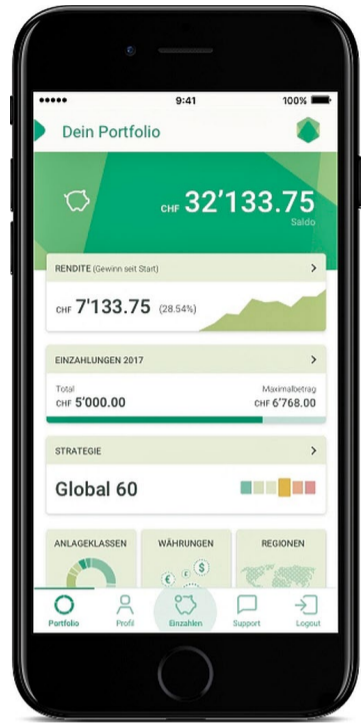 9:41
100%
Dein Portfolio
CHF 32’133.75
Saldo
RENDITE (Gewinn seit Start)
CHF 7'133.75 (28.54%)
EINZAHLUNGEN 2017
Total Maximalbetrag
CHF 5’000.00 CHF 6’768.00
STRATEGIE
Global 60
ANLAGEKLASSEN WÄHRUNGEN REGIONEN
$
€ £
Portfolio Profil Einzahlen Support Logout